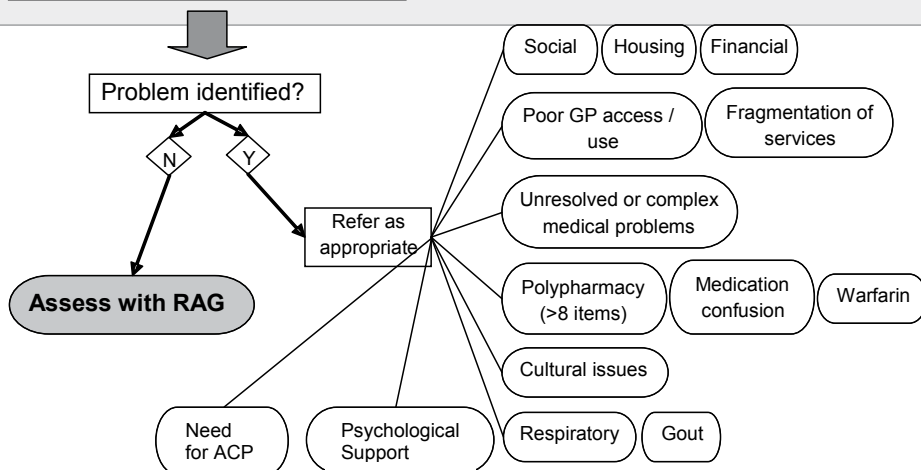 Social
Housing
Financial
Problem identified?
Poor GP access /
use
Fragmentation of
services
N
Y
Unresolved or complex
medical problems
Refer as
appropriate
Assess with RAG
Polypharmacy
(>8 items)
Medication
confusion
Warfarin
Cultural issues
Need
for ACP
Psychological
Support
Respiratory
Gout